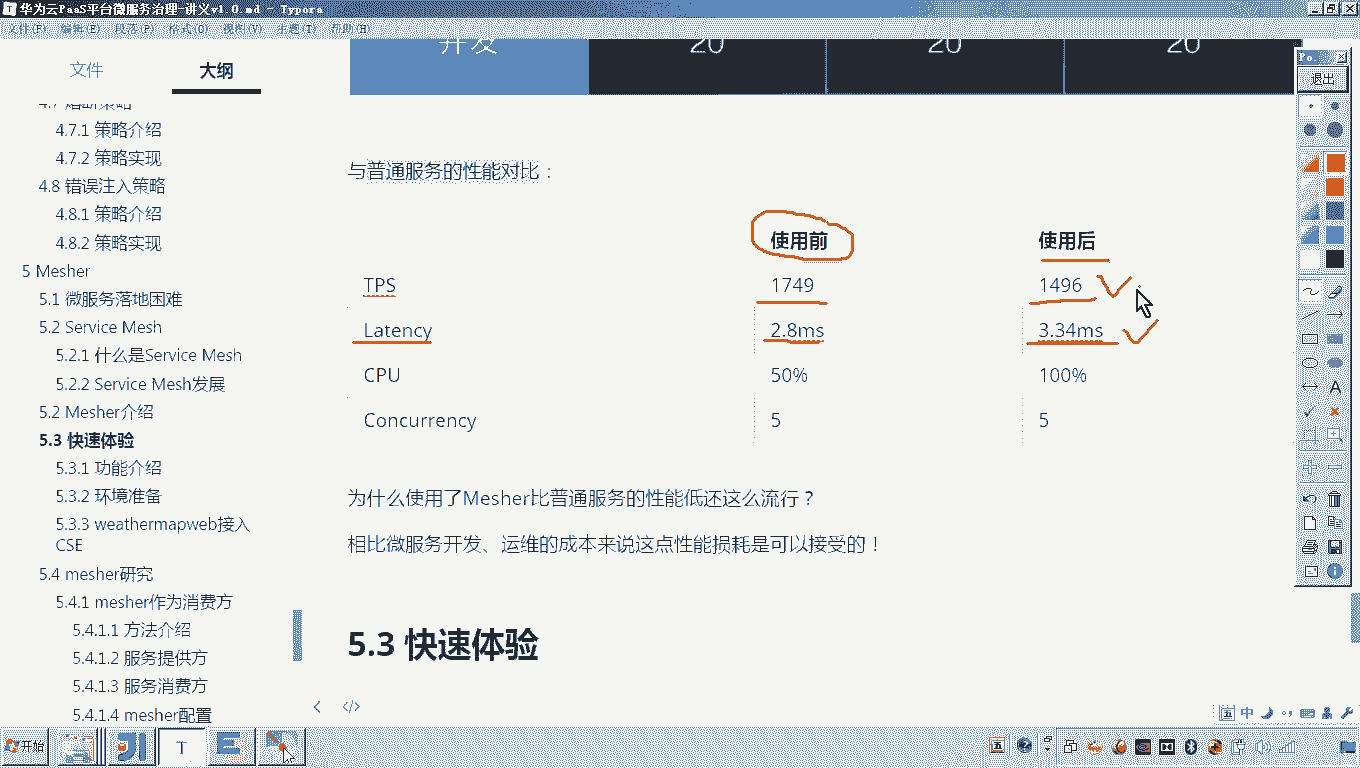 华为云PaaS平台微服务治理-讲义v1.0.md - Typora
文件(F) 编辑(E) 段落(P) 格式(O) 视图(V) 主题(T) 帮助(H)
文件 大纲
4.7 熔断策略
4.7.1 策略介绍
4.7.2 策略实现
4.8 错误注入策略
4.8.1 策略介绍
4.8.2 策略实现
5 Mesher
5.1 微服务落地困难
5.2 Service Mesh
5.2.1 什么是Service Mesh
5.2.2 Service Mesh发展
5.2 Mesher介绍
5.3 快速体验
5.3.1 功能介绍
5.3.2 环境准备
5.3.3 weathermapweb接入
CSE
5.4 mesher研究
5.4.1 mesher作为消费方
5.4.1.1 方法介绍
5.4.1.2 服务提供方
5.4.1.3 服务消费方
5.4.1.4 mesher配置
开发 20 20 20
与普通服务的性能对比：
使用前 使用后
TPS 1749 1496
Latency 2.8ms 3.34ms
CPU 50% 100%
Concurrency 5 5
为什么使用了Mesher比普通服务的性能低还这么流行？
相比微服务开发、运维的成本来说这点性能损耗是可以接受的！
5.3 快速体验
Po.
退出
A
五 中
开始
T
五